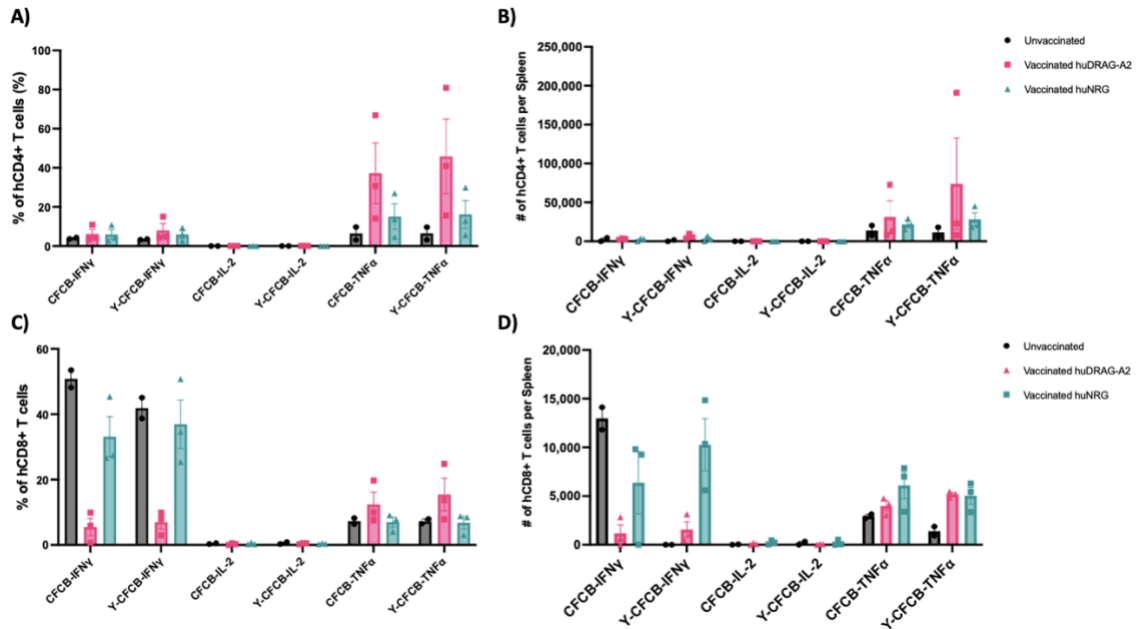 A)
% of hCD4+ T cells (%)
100
80
60
40
20
0
CFCB-IFNγ
Y-CFCB-IFNγ
CFCB-IL-2
Y-CFCB-IL-2
CFCB-TNFα
Y-CFCB-TNFα
B)
# of hCD4+ T cells per Spleen
250,000
200,000
150,000
100,000
50,000
0
CFCB-IFNγ
Y-CFCB-IFNγ
CFCB-IL-2
Y-CFCB-IL-2
CFCB-TNFα
Y-CFCB-TNFα
Unvaccinated
Vaccinated huDRAG-A2
Vaccinated huNRG
C)
% of hCD8+ T cells
60
40
20
0
CFCB-IFNγ
Y-CFCB-IFNγ
CFCB-IL-2
Y-CFCB-IL-2
CFCB-TNFα
Y-CFCB-TNFα
D)
# of hCD8+ T cells per Spleen
20,000
15,000
10,000
5,000
0
CFCB-IFNγ
Y-CFCB-IFNγ
CFCB-IL-2
Y-CFCB-IL-2
CFCB-TNFα
Y-CFCB-TNFα
Unvaccinated
Vaccinated huDRAG-A2
Vaccinated huNRG